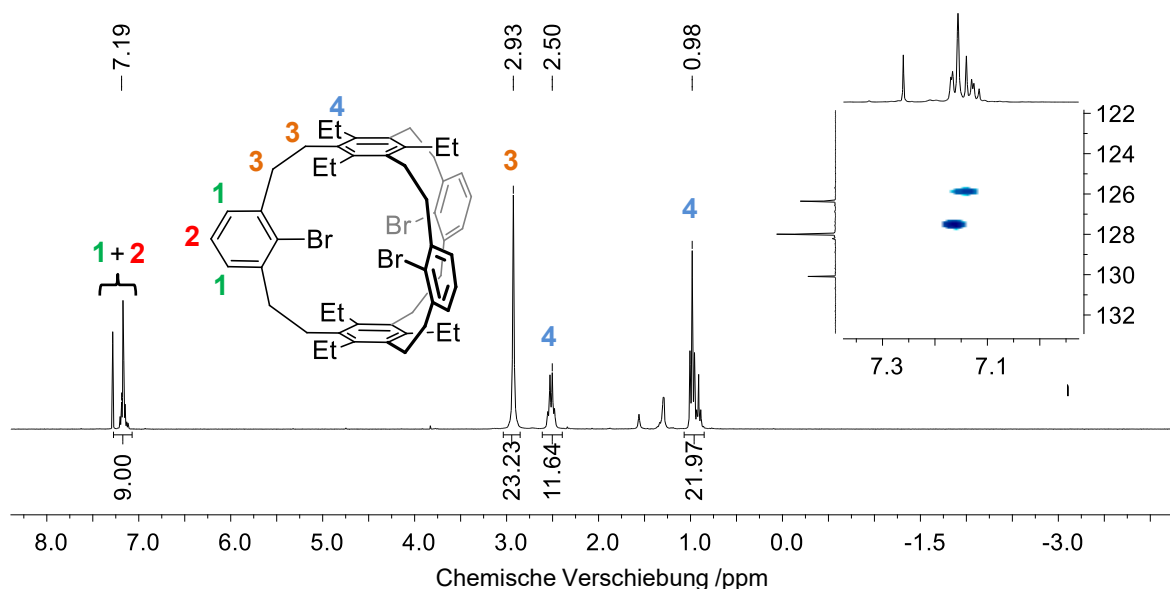 7.19
2.93
2.50
0.98
122
124
126
128
130
132
7.3
7.1
4
3
3
1
2
1
1 + 2
3
4
4
Et
Et
Et
Br
Br
Br
Et
Et
Et
9.00
23.23
11.64
21.97
8.0 7.0 6.0 5.0 4.0 3.0 2.0 1.0 0.0 -1.5 -3.0
Chemische Verschiebung /ppm